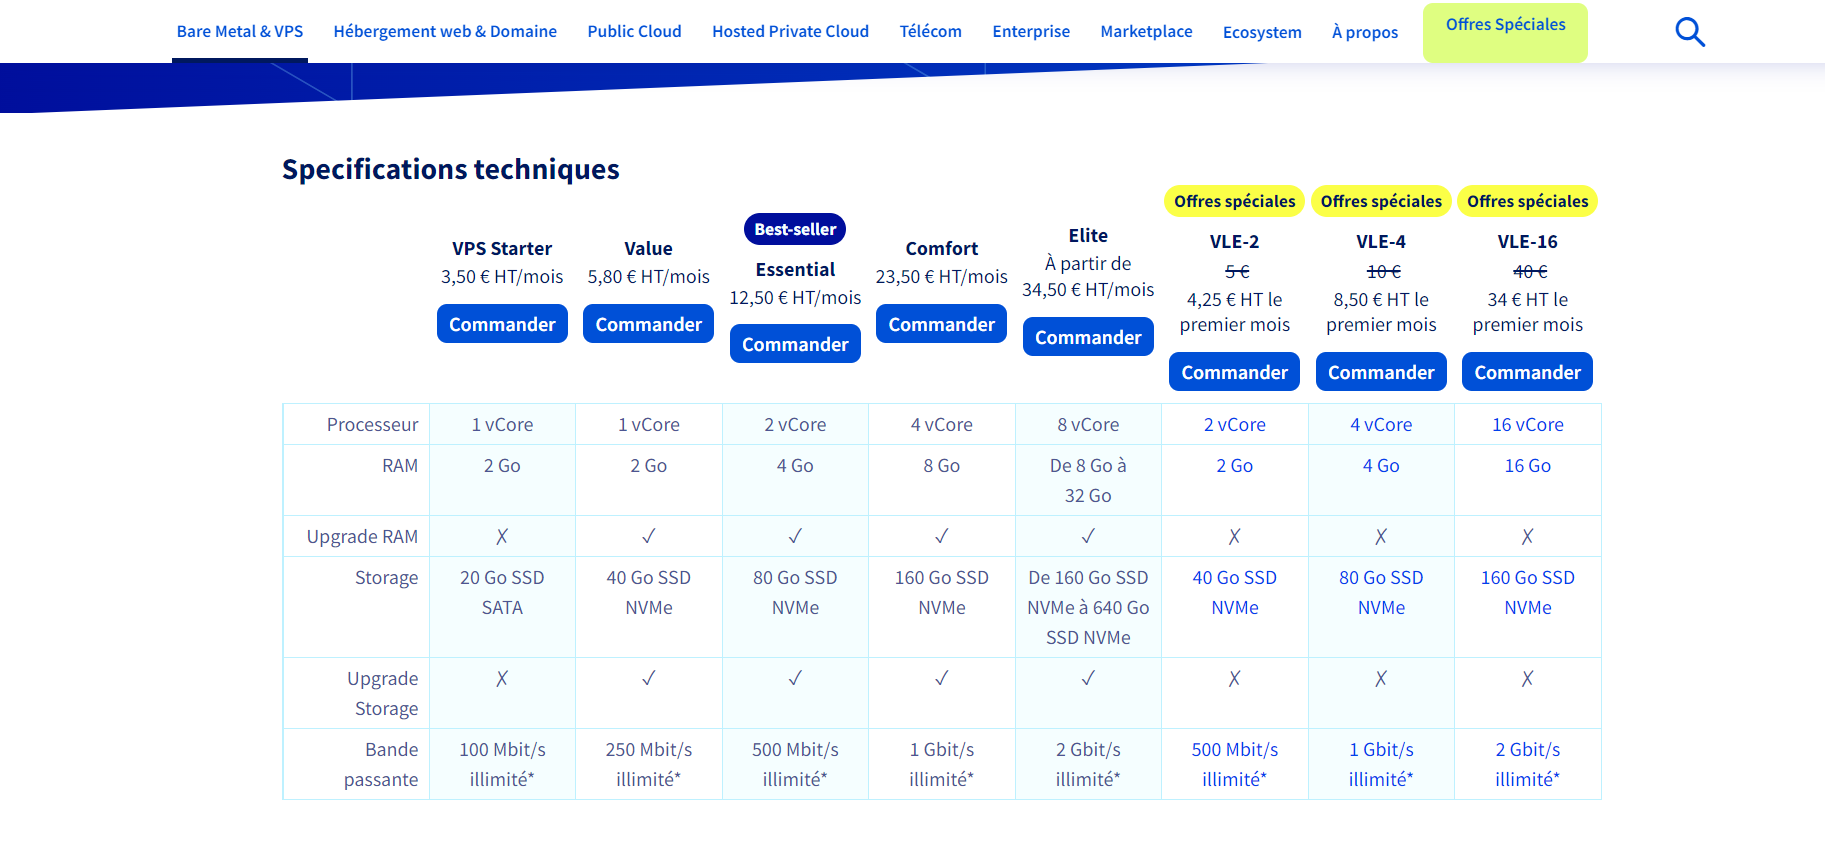 Bare Metal & VPS Hébergement web & Domaine Public Cloud Hosted Private Cloud Télécom Enterprise Marketplace Ecosystem À propos Offres Spéciales
Specifications techniques
VPS Starter
3,50 € HT/mois
Commander
Value
5,80 € HT/mois
Commander
Best-seller
Essential
12,50 € HT/mois
Commander
Comfort
23,50 € HT/mois
Commander
Elite
À partir de
34,50 € HT/mois
Commander
Offres spéciales
VLE-2
5 €
4,25 € HT le
premier mois
Commander
Offres spéciales
VLE-4
10 €
8,50 € HT le
premier mois
Commander
Offres spéciales
VLE-16
40 €
34 € HT le
premier mois
Commander
Processeur 1 vCore 1 vCore 2 vCore 4 vCore 8 vCore 2 vCore 4 vCore 16 vCore
RAM 2 Go 2 Go 4 Go 8 Go De 8 Go à 2 Go 4 Go 16 Go
32 Go
Upgrade RAM ✗ ✓ ✓ ✓ ✓ ✗ ✗ ✗
Storage 20 Go SSD 40 Go SSD 80 Go SSD 160 Go SSD De 160 Go SSD 40 Go SSD 80 Go SSD 160 Go SSD
SATA NVMe NVMe NVMe NVMe à 640 Go NVMe NVMe NVMe
SSD NVMe
Upgrade ✗ ✓ ✓ ✓ ✓ ✗ ✗ ✗
Storage
Bande 100 Mbit/s 250 Mbit/s 500 Mbit/s 1 Gbit/s 2 Gbit/s 500 Mbit/s 1 Gbit/s 2 Gbit/s
passante illimité* illimité* illimité* illimité* illimité* illimité* illimité* illimité*